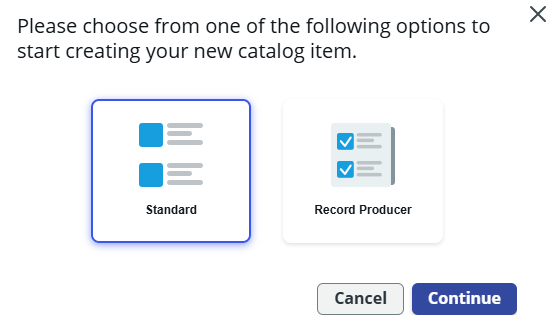 Please choose from one of the following options to
start creating your new catalog item.
Standard
Record Producer
Cancel
Continue